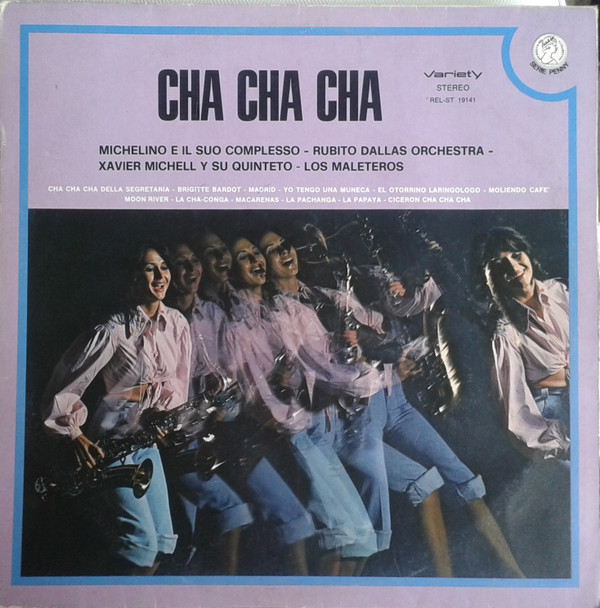 CHA CHA CHA
Variety
STEREO
REL-ST 19141
SERIE PENNY
MICHELINO E IL SUO COMPLESSO - RUBITO DALLAS ORCHESTRA -
XAVIER MICHELL Y SU QUINTETO - LOS MALETEROS
CHA CHA CHA DELLA SEGRETARIA - BRIGITTE BARDOT - MADRID - YO TENGO UNA MUNECA - EL OTORRINO LARINGOLOGO - MOLIENDO CAFE'
MOON RIVER - LA CHA-CONGA - MACARENAS - LA PACHANGA - LA PAPAYA - CICERON CHA CHA CHA